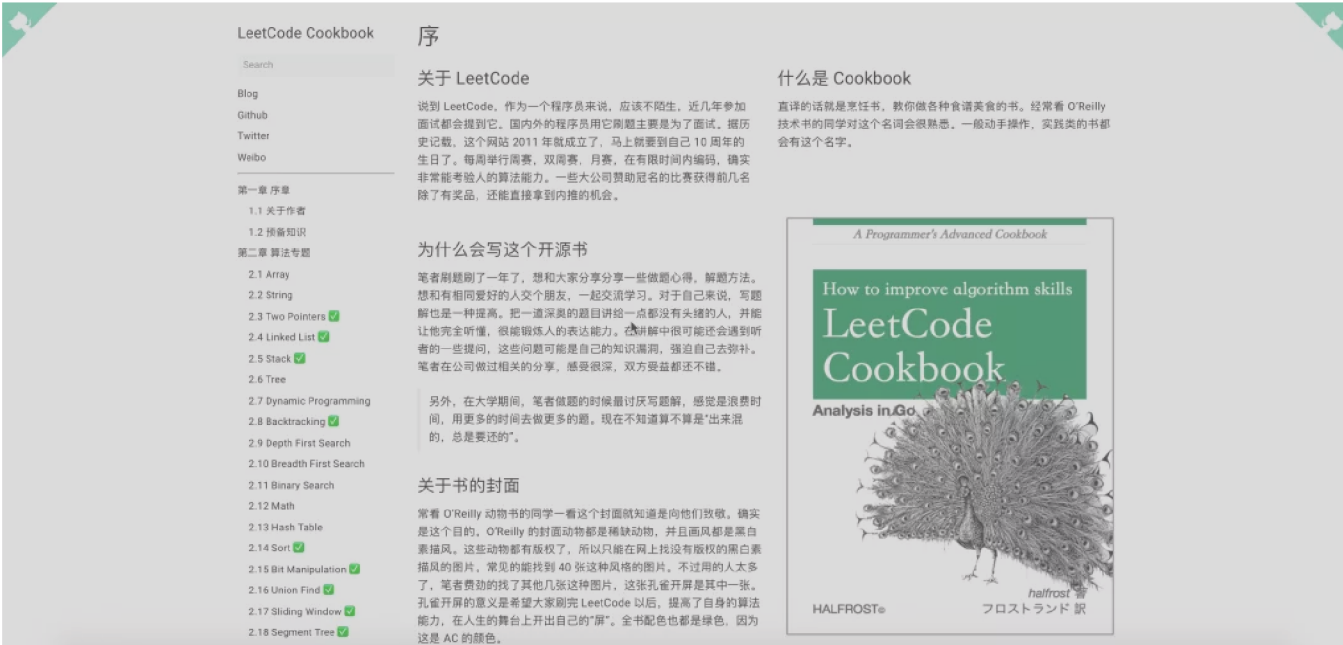 LeetCode Cookbook
Search
Blog
Github
Twitter
Weibo
第一章 序章
1.1 关于作者
1.2 预备知识
第二章 算法专题
2.1 Array
2.2 String
2.3 Two Pointers ✅
2.4 Linked List ✅
2.5 Stack ✅
2.6 Tree
2.7 Dynamic Programming
2.8 Backtracking ✅
2.9 Depth First Search
2.10 Breadth First Search
2.11 Binary Search
2.12 Math
2.13 Hash Table
2.14 Sort ✅
2.15 Bit Manipulation ✅
2.16 Union Find ✅
2.17 Sliding Window ✅
2.18 Segment Tree ✅
序
关于 LeetCode
说到 LeetCode，作为一个程序员来说，应该不陌生，近几年参加
面试都会提到它。国内外的程序员用它刷题主要是为了面试。据历
史记载，这个网站 2011 年就成立了，马上就要到自己 10 周年的
生日了。每周举行周赛，双周赛，月赛，在有限时间内编码，确实
非常能考验人的算法能力。一些大公司赞助冠名的比赛获得前几名
除了有奖品，还能直接拿到内推的机会。
为什么会写这个开源书
笔者刷题刷了一年了，想和大家分享分享一些做题心得，解题方法。
想和有相同爱好的人交个朋友，一起交流学习。对于自己来说，写题
解也是一种提高。把一道深奥的题目讲给一点都没有头绪的人，并能
让他完全听懂，很能锻炼人的表达能力。在讲解中很可能还会遇到听
者的一些提问，这些问题可能是自己的知识漏洞，强迫自己去弥补。
笔者在公司做过相关的分享，感受很深，双方受益都还不错。
另外，在大学期间，笔者做题的时候最讨厌写题解，感觉是浪费时
间，用更多的时间去做更多的题。现在不知道算不算是“出来混
的，总是要还的”。
关于书的封面
常看 O'Reilly 动物书的同学一看这个封面就知道是向他们致敬。确实
是这个目的。O'Reilly 的封面动物都是稀缺动物，并且画风都是黑白
素描风。这些动物都有版权了，所以只能在网上找没有版权的黑白素
描风的图片，常见的能找到 40 张这种风格的图片。不过用的人太多
了，笔者费劲的找了其他几张这种图片，这张孔雀开屏是其中一张。
孔雀开屏的意义是希望大家刷完 LeetCode 以后，提高了自身的算法
能力，在人生的舞台上开出自己的“屏”。全书配色也都是绿色，因为
这是 AC 的颜色。
什么是 Cookbook
直译的话就是烹饪书，教你做各种食谱美食的书。经常看 O'Reilly
技术书的同学对这个名词会很熟悉。一般动手操作，实践类的书都
会有这个名字。
A Programmer's Advanced Cookbook
How to improve algorithm skills
LeetCode
Cookbook
Analysis in Go
HALFROST©
halfrost 著
フロストランド 訳